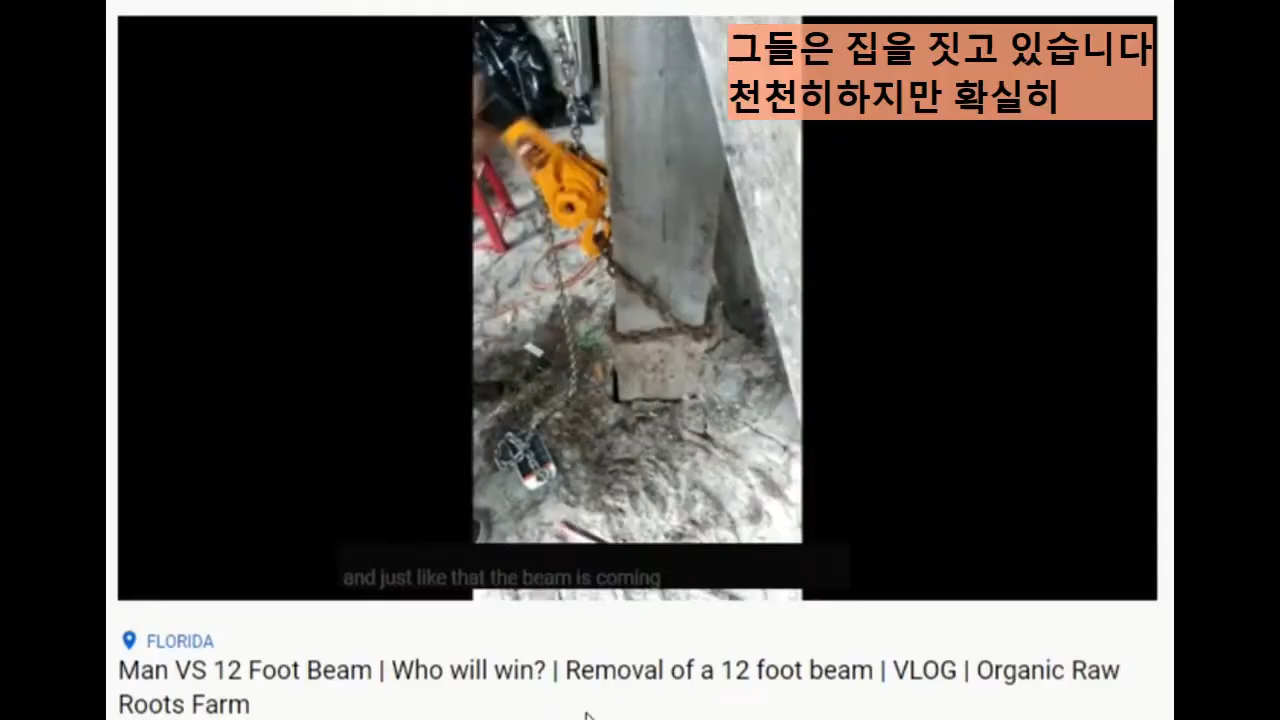 그들은 집을 짓고 있습니다
천천히하지만 확실히
and just like that the beam is coming
FLORIDA
Man VS 12 Foot Beam | Who will win? | Removal of a 12 foot beam | VLOG | Organic Raw
Roots Farm